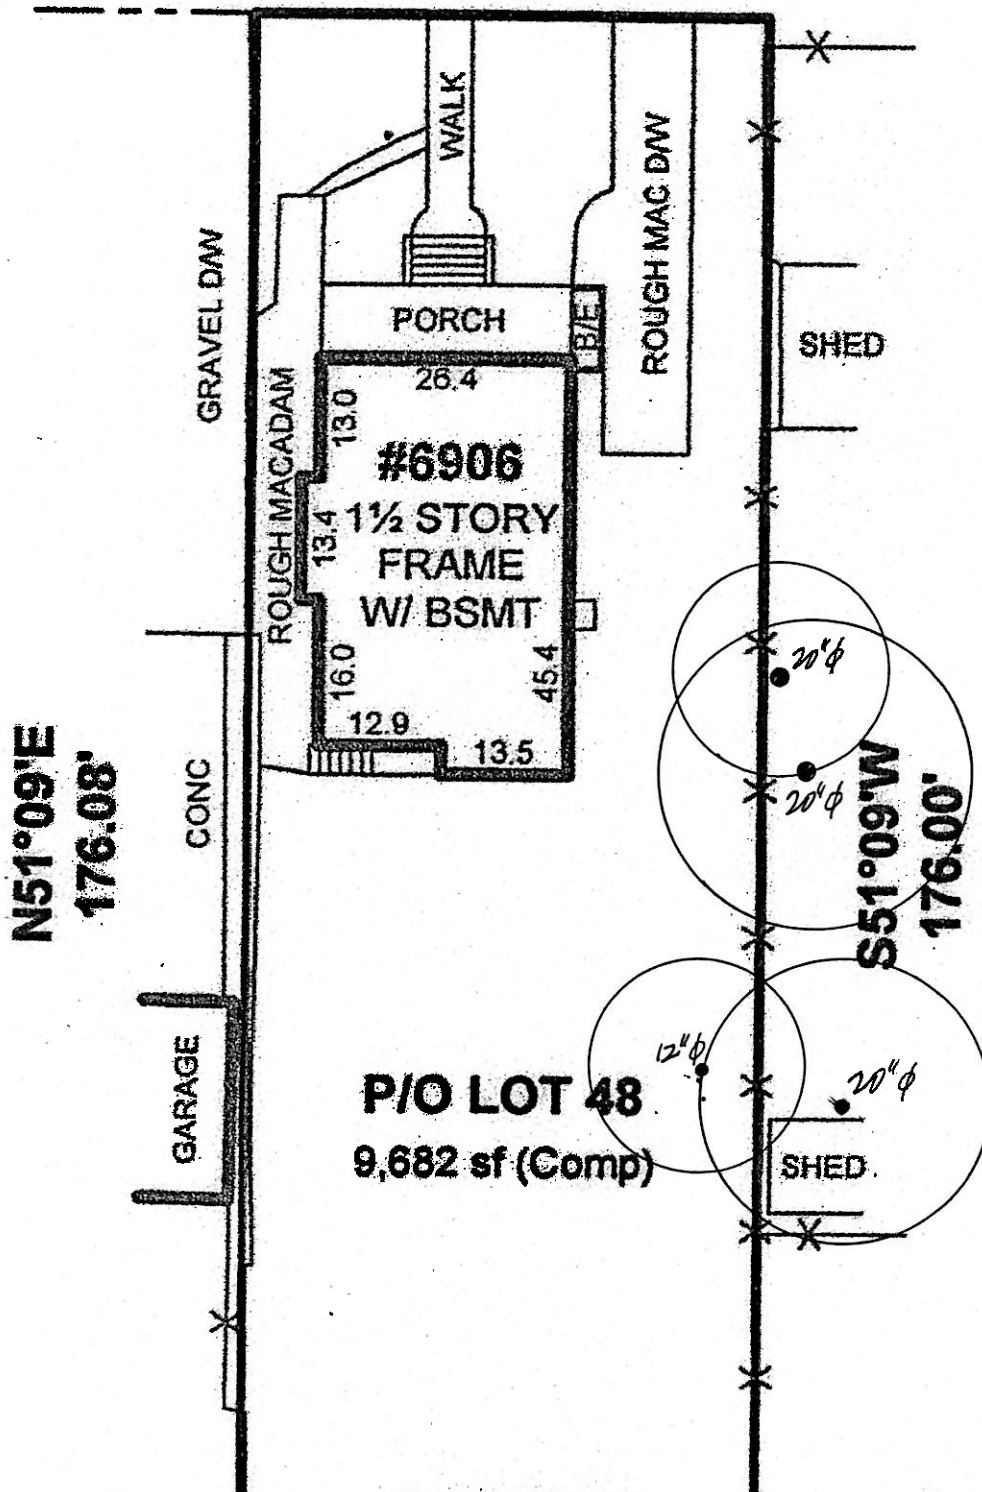 WALK
ROUGH MAC D/W
GRAVEL D/W
PORCH
B/E
SHED
26.4
13.0
ROUGH MACADAM
#6906
13.4
1½ STORY
FRAME
W/ BSMT
16.0
45.4
12.9
13.5
20"φ
20"φ
N51°09'E
176.08'
CONC
S51°09'W
176.00'
GARAGE
12"φ
20"φ
P/O LOT 48
9,682 sf (Comp)
SHED